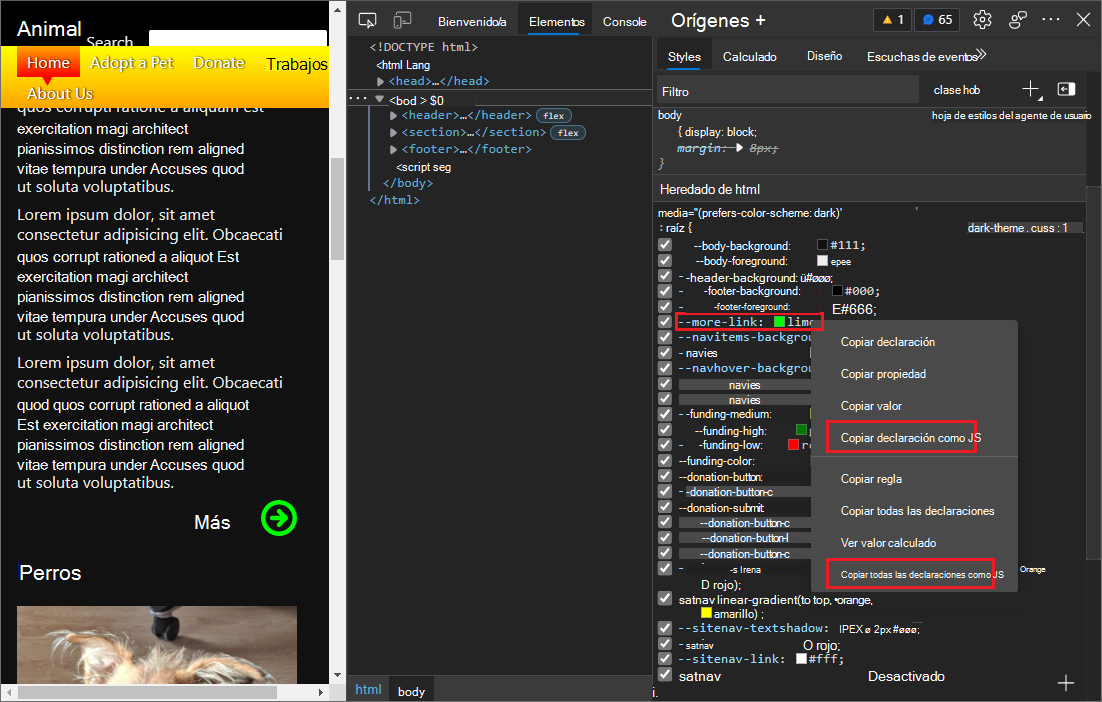 Animal
Search
Home
Adopt a Pet
Donate
Trabajos
About Us
quos corrupti ratione a aliquam est
exercitation magi architect
pianissimos distinction rem aligned
vitae tempura under Accuses quod
ut soluta voluptatibus.
Lorem ipsum dolor, sit amet
consectetur adipisicing elit. Obcaecati
quos corrupt rationed a aliquot Est
exercitation magi architect
pianissimos distinction rem aligned
vitae tempura under Accuses quod
ut soluta voluptatibus.
Lorem ipsum dolor, sit amet
consectetur adipisicing elit. Obcaecati
quod quos corrupt rationed a aliquot
Est exercitation magi architect
pianissimos distinction rem aligned
vitae tempura under Accuses quod
ut soluta voluptatibus.
Más
Perros
Bienvenido/a
Elementos
Console
Orígenes +
1
65
<!DOCTYPE html>
<html Lang
<head>…</head>
<bod > $0
<header>…</header> flex
<section>…</section> flex
<footer>…</footer>
<script seg
</body>
</html>
html
body
Styles
Calculado
Diseño
Escuchas de eventos
Filtro
clase hob
body
hoja de estilos del agente de usuario
{ display: block;
margin: 8px;
}
Heredado de html
media="(prefers-color-scheme: dark)'
: raíz {
dark-theme . cuss : 1
--body-background: #111;
--body-foreground: epee
--header-background: ü#øøø;
- -footer-background: #000;
- -footer-foreground: E#666;
--more-link: lime
--navitems-backgrou
- navies
--navhover-backgrou
navies
navies
--funding-medium:
--funding-high: g
- -funding-low: re
--funding-color:
--donation-button:
--donation-button-c
--donation-submit
--donation-button-c
--donation-button-l
--donation-button-c
- -s Irena
Orange
D rojo);
satnav linear-gradient(to top, •orange,
amarillo) ;
--sitenav-textshadow: IPEX ø 2px #øøø;
- satnav O rojo;
--sitenav-link: #fff;
satnav Desactivado
i.
Copiar declaración
Copiar propiedad
Copiar valor
Copiar declaración como JS
Copiar regla
Copiar todas las declaraciones
Ver valor calculado
Copiar todas las declaraciones como JS